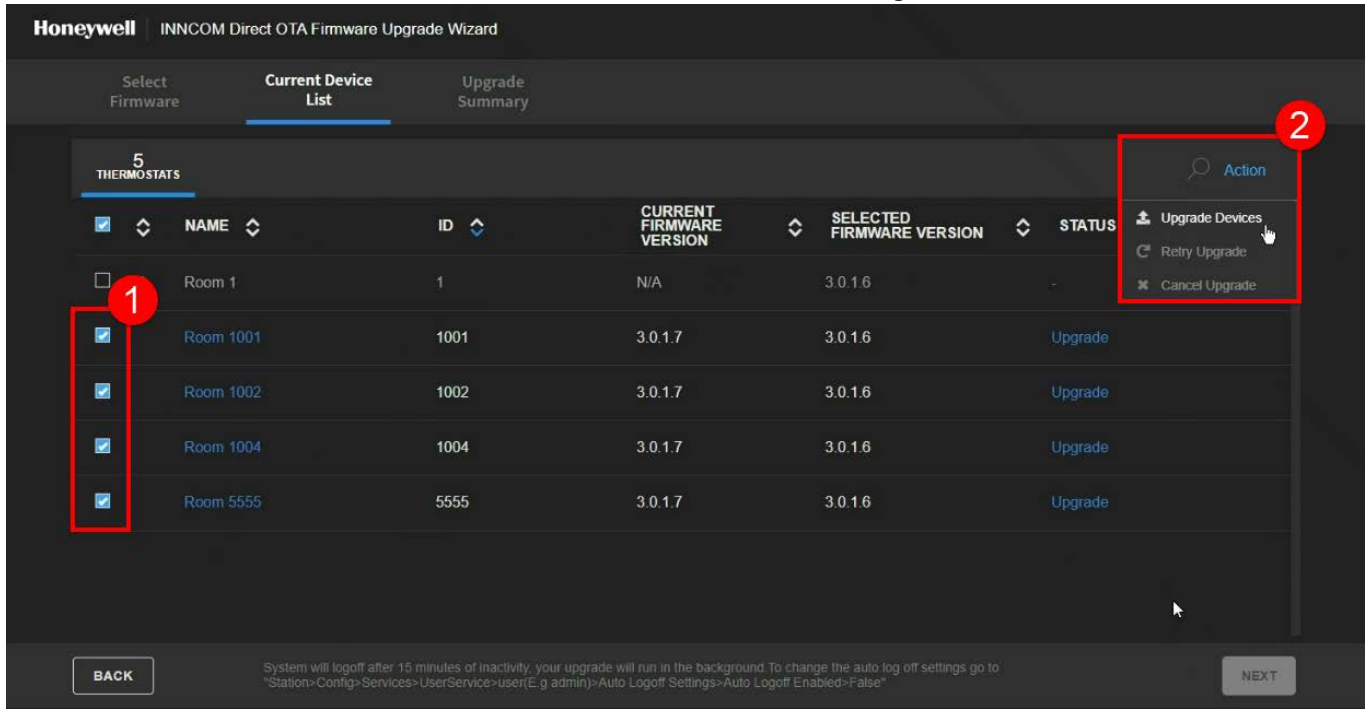 Honeywell INNCOM Direct OTA Firmware Upgrade Wizard
Select Firmware
Current Device List
Upgrade Summary
2
5
THERMOSTATS
Action
NAME ID CURRENT FIRMWARE VERSION SELECTED FIRMWARE VERSION STATUS
Upgrade Devices
Retry Upgrade
Cancel Upgrade
Room 1 1 N/A 3.0.1.6 -
1
Room 1001 1001 3.0.1.7 3.0.1.6 Upgrade
Room 1002 1002 3.0.1.7 3.0.1.6 Upgrade
Room 1004 1004 3.0.1.7 3.0.1.6 Upgrade
Room 5555 5555 3.0.1.7 3.0.1.6 Upgrade
BACK
System will logoff after 15 minutes of inactivity, your upgrade will run in the background.To change the auto log off settings go to
"Station>Config>Services>UserService>user(E.g admin)>Auto Logoff Settings>Auto Logoff Enabled>False"
NEXT